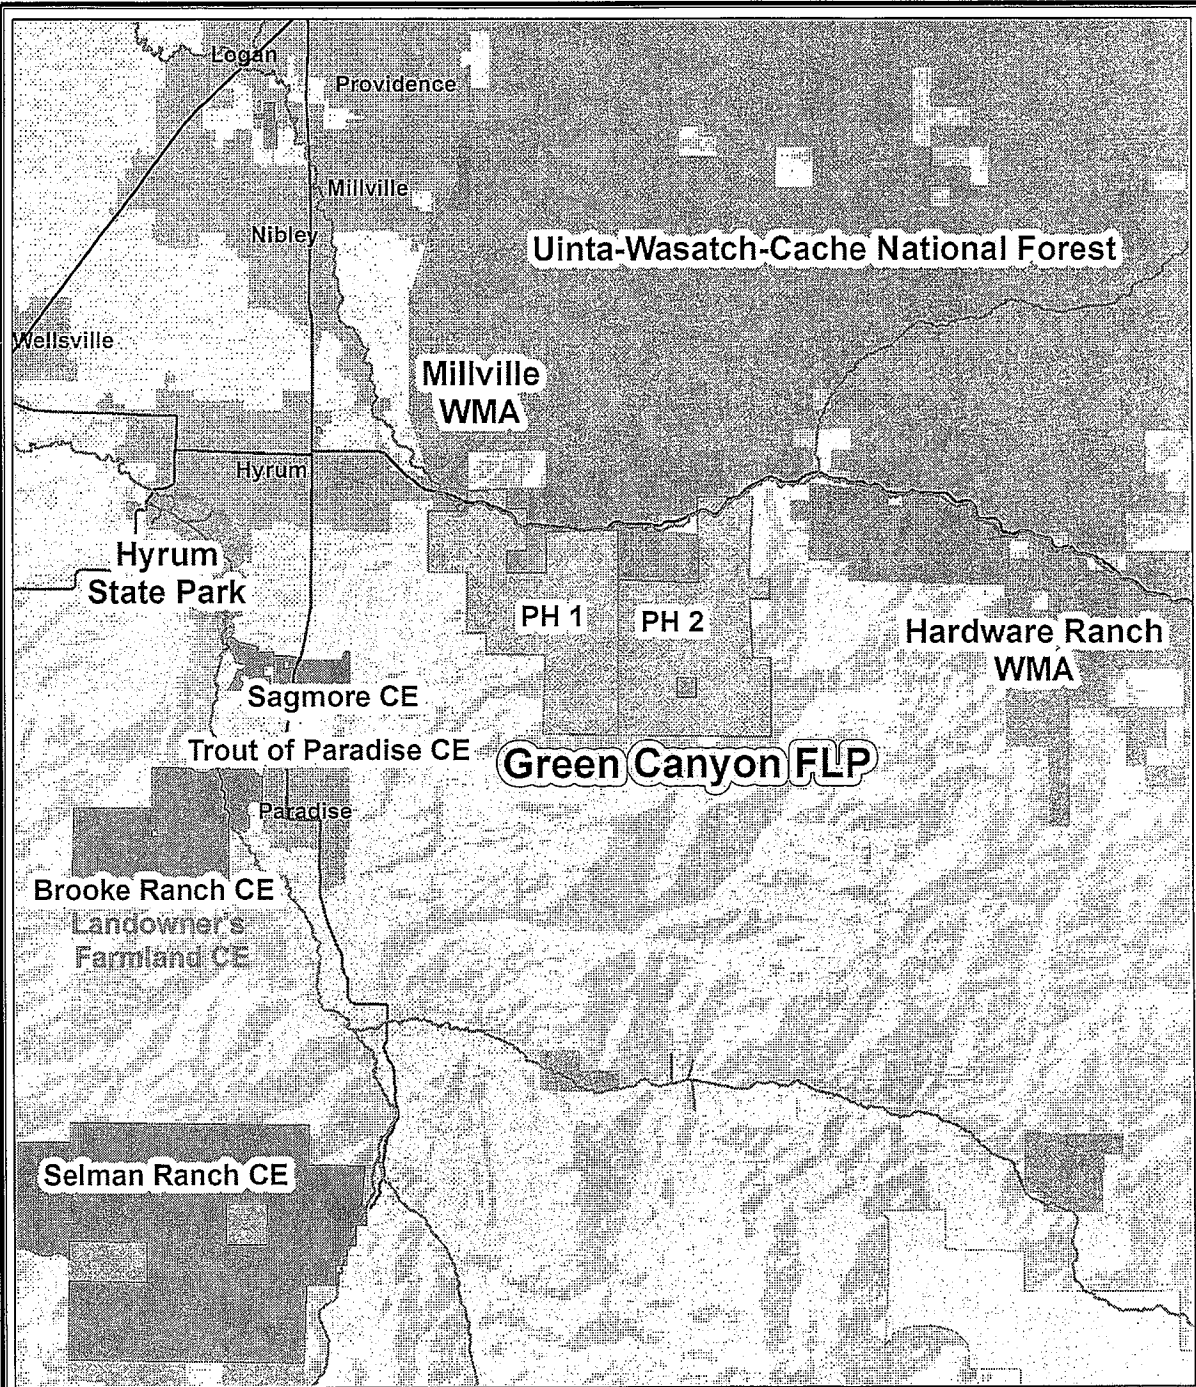 Logan
Providence
Millville
Nibley
Uinta-Wasatch-Cache National Forest
Wellsville
Millville
WMA
Hyrum
Hyrum
State Park
PH 1
PH 2
Hardware Ranch
WMA
Sagmore CE
Trout of Paradise CE
Green Canyon FLP
Paradise
Brooke Ranch CE
Landowner's
Farmland CE
Selman Ranch CE